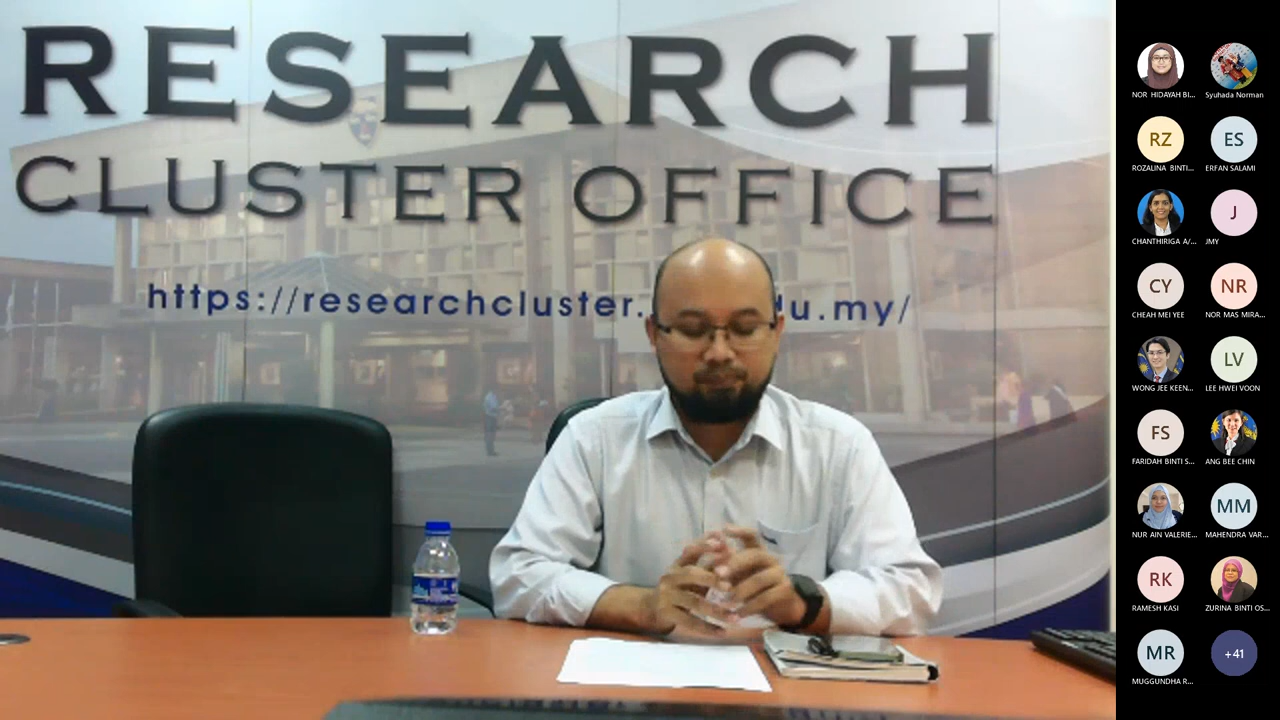 RESEARCH
CLUSTER OFFICE
https://researchcluster.
du.my/
NOR HIDAYAH BI...
Syuhada Norman
RZ
ES
ROZALINA BINTI...
ERFAN SALAMI
J
CHANTHIRIGA A/...
JMY
CY
NR
CHEAH MEI YEE
NOR MAS MIRA...
LV
WONG JEE KEEN...
LEE HWEI VOON
FS
FARIDAH BINTI S...
ANG BEE CHIN
MM
NUR AIN VALERIE...
MAHENDRA VAR...
RK
RAMESH KASI
ZURINA BINTI OS...
MR
+41
MUGGUNDHA R...